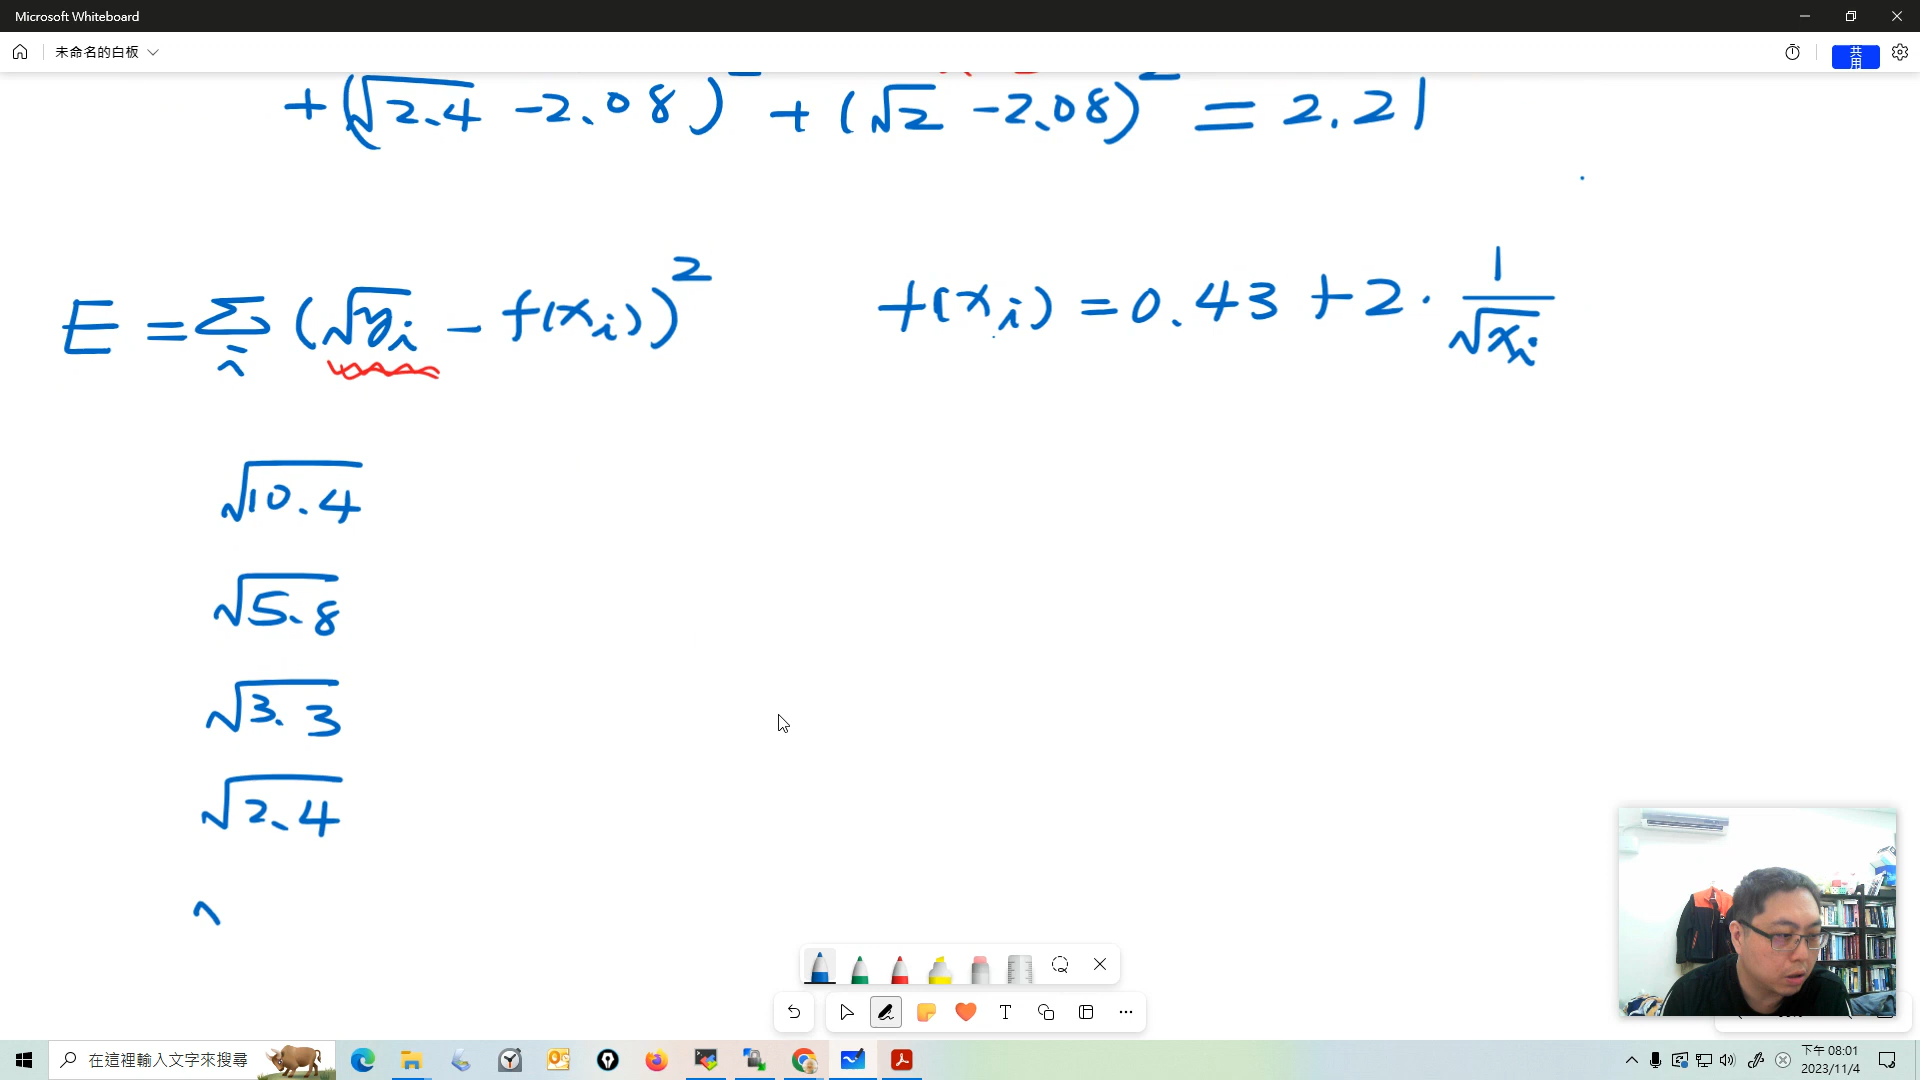 Microsoft Whiteboard
未命名的白板
共用
+(√2.4 -2.08)² + (√2 -2.08)² = 2.21
E = Σᵢ (√yᵢ - f(xᵢ))²
f(xᵢ) = 0.43 + 2 · 1/√xᵢ
√10.4
√5.8
√3.3
√2.4
T
在這裡輸入文字來搜尋
下午 08:01
2023/11/4